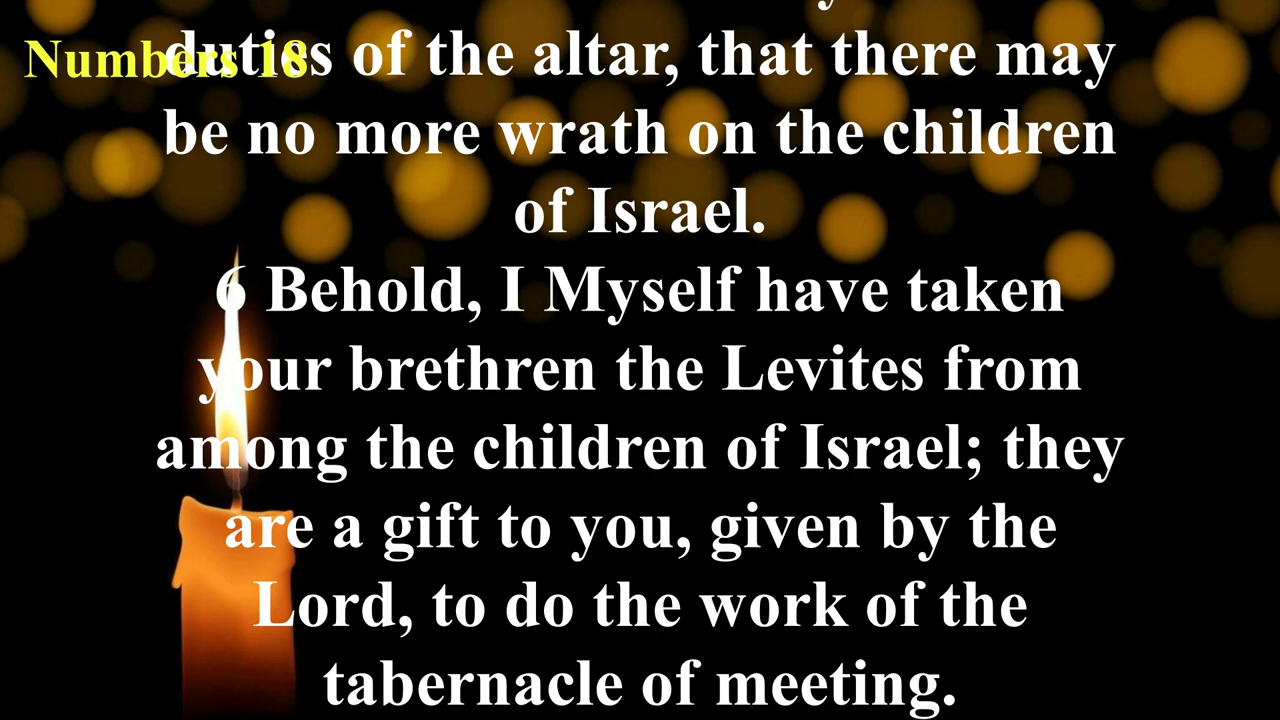 Numbers 18
duties of the altar, that there may
be no more wrath on the children
of Israel.
6 Behold, I Myself have taken
your brethren the Levites from
among the children of Israel; they
are a gift to you, given by the
Lord, to do the work of the
tabernacle of meeting.